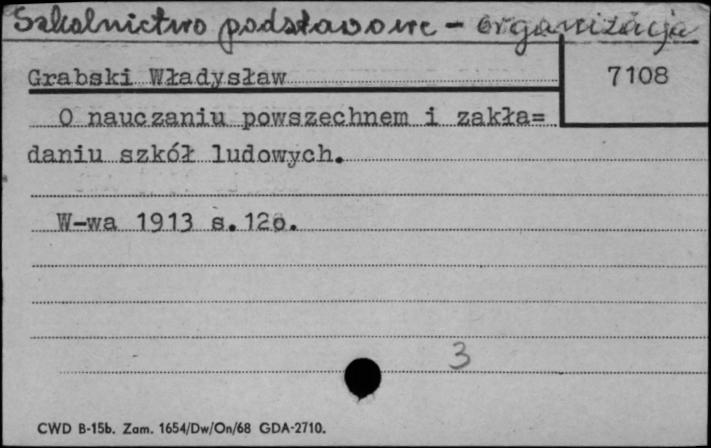 Szkolnictwo podstawowe - organizacja
Grabski Władysław
7108
O nauczaniu powszechnem i zakła=
daniu szkół ludowych.
W-wa 1913 s.120.
3
CWD B-15b. Zam. 1654/Dw/On/68 GDA-2710.